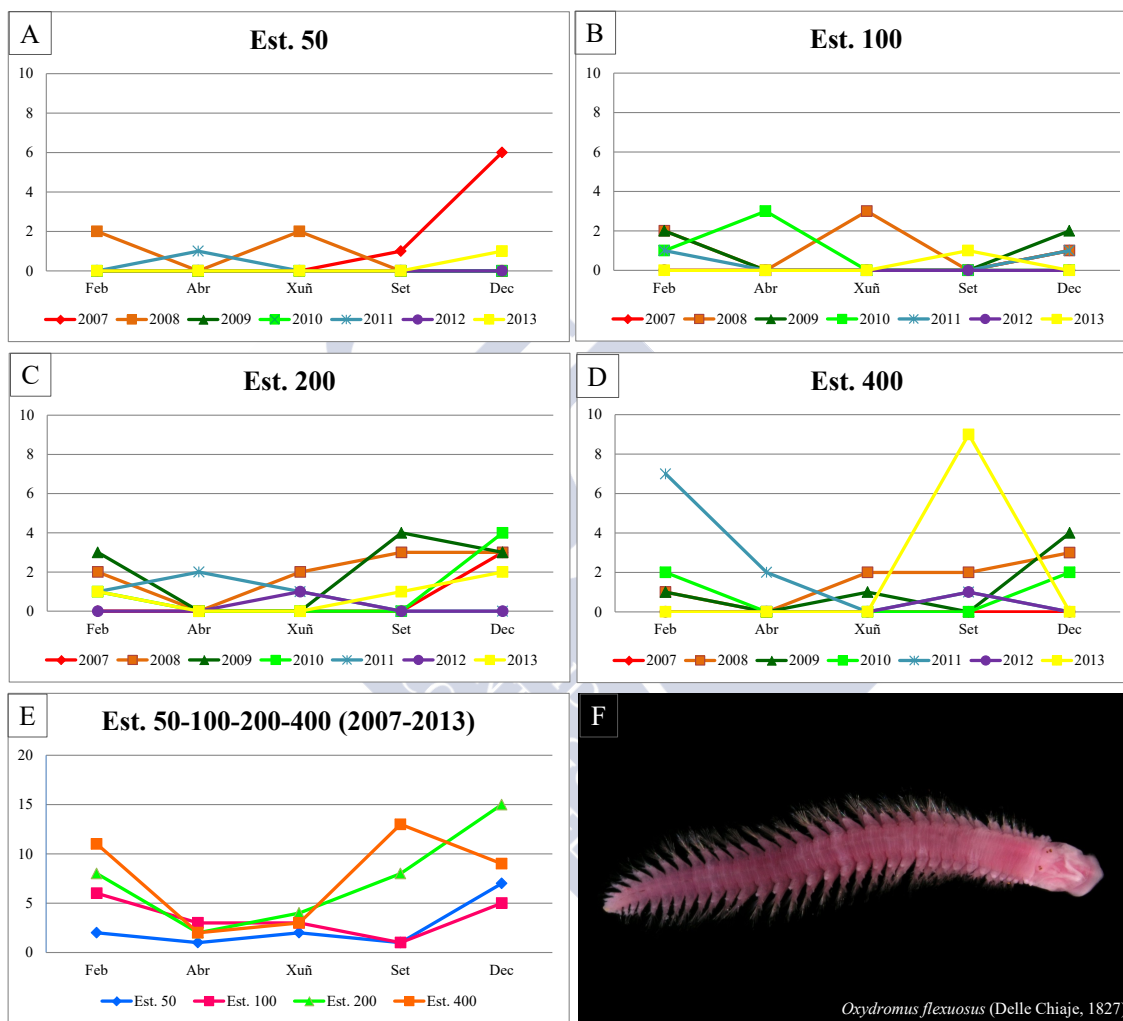 A
Est. 50
10
8
6
4
2
0
Feb Abr Xuñ Set Dec
2007 2008 2009 2010 2011 2012 2013
B
Est. 100
10
8
6
4
2
0
Feb Abr Xuñ Set Dec
2007 2008 2009 2010 2011 2012 2013
C
Est. 200
10
8
6
4
2
0
Feb Abr Xuñ Set Dec
2007 2008 2009 2010 2011 2012 2013
D
Est. 400
10
8
6
4
2
0
Feb Abr Xuñ Set Dec
2007 2008 2009 2010 2011 2012 2013
E
Est. 50-100-200-400 (2007-2013)
20
15
10
5
0
Feb Abr Xuñ Set Dec
Est. 50 Est. 100 Est. 200 Est. 400
F
Oxydromus flexuosus (Delle Chiaje, 1827)